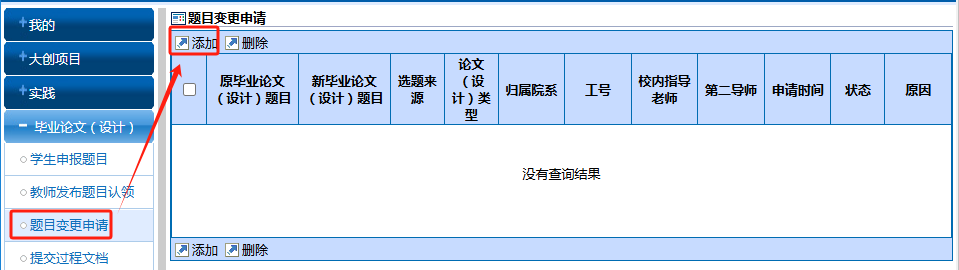 我的
大创项目
实践
毕业论文（设计）
学生申报题目
教师发布题目认领
题目变更申请
提交过程文档
题目变更申请
添加 删除
原毕业论文
（设计）题目
新毕业论文
（设计）题目
选题来
源
论文
（设
计）类
型
归属院系
工号
校内指导
老师
第二导师
申请时间
状态
原因
没有查询结果
添加 删除